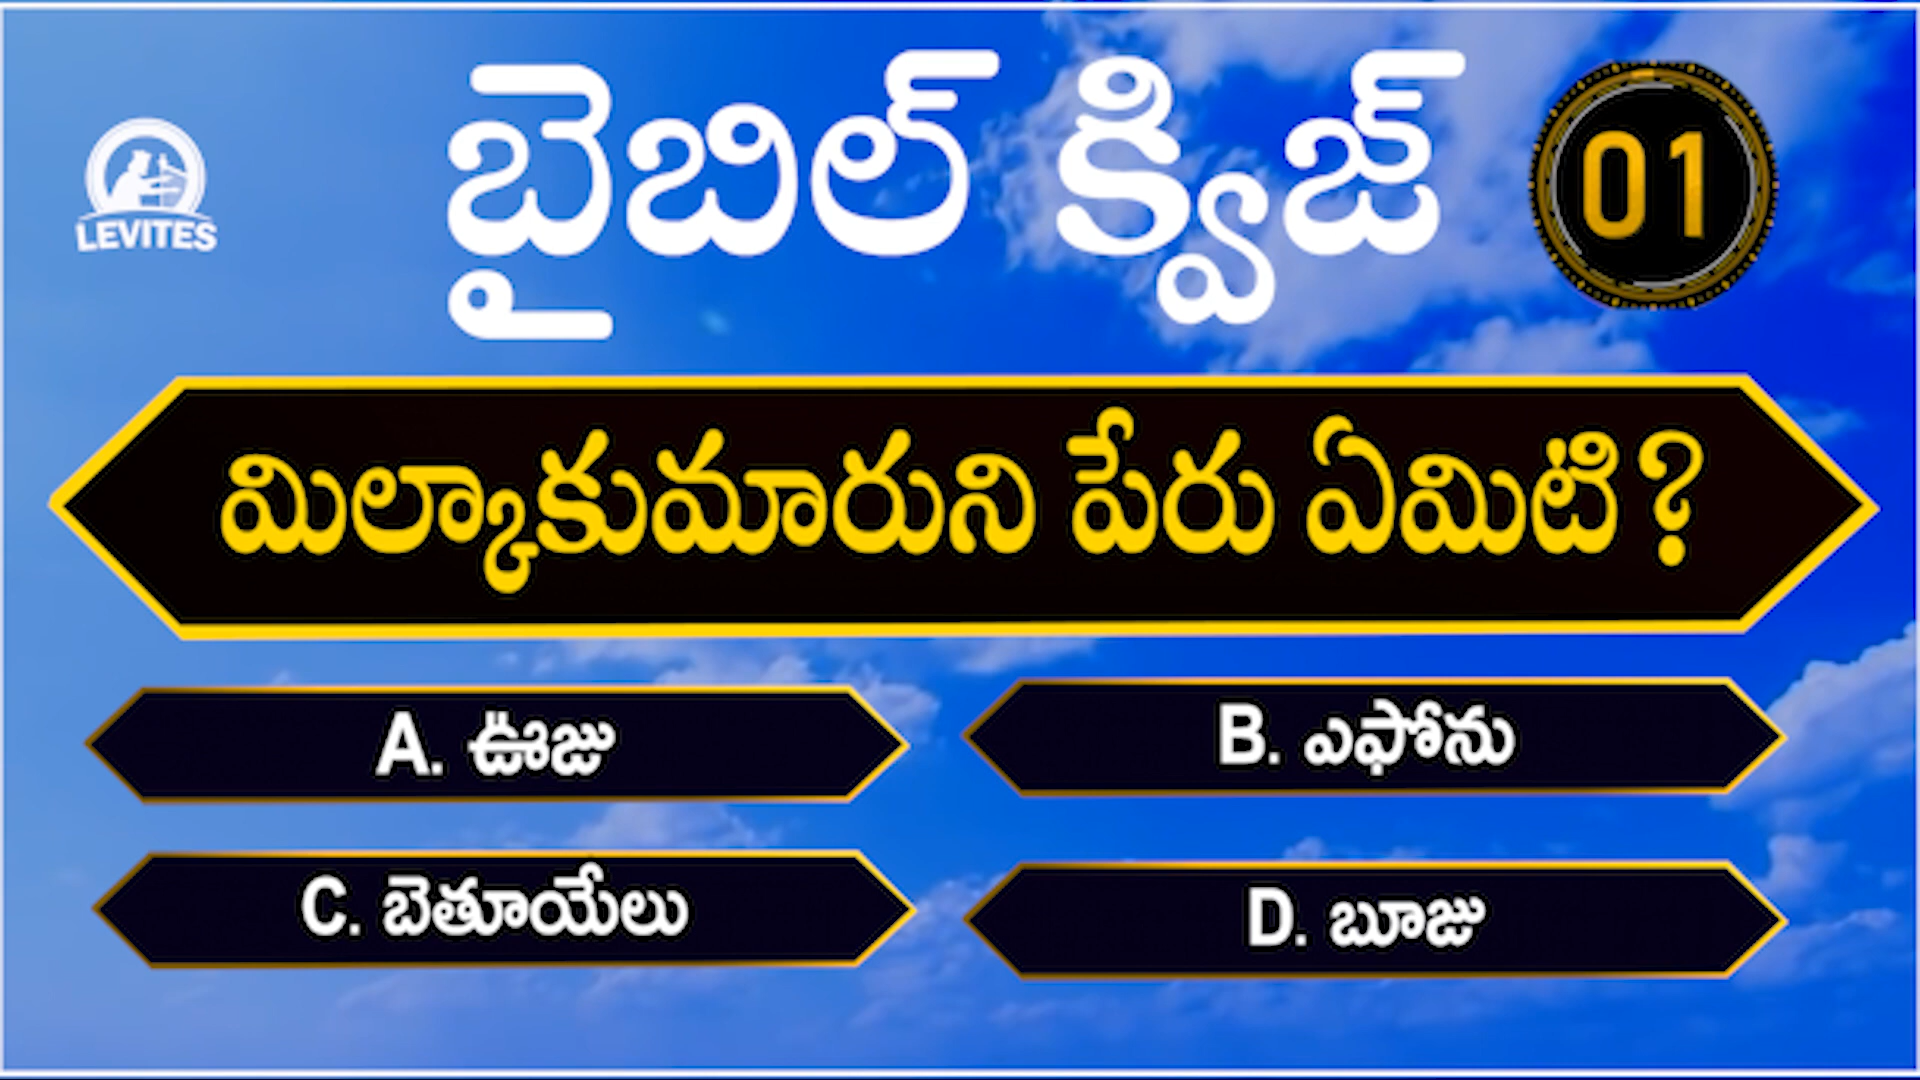 LEVITES
బైబిల్ క్విజ్
01
మిల్కాకుమారుని పేరు ఏమిటి?
A. ఊజు
B. ఎఫోను
C. బెతూయేలు
D. బూజు